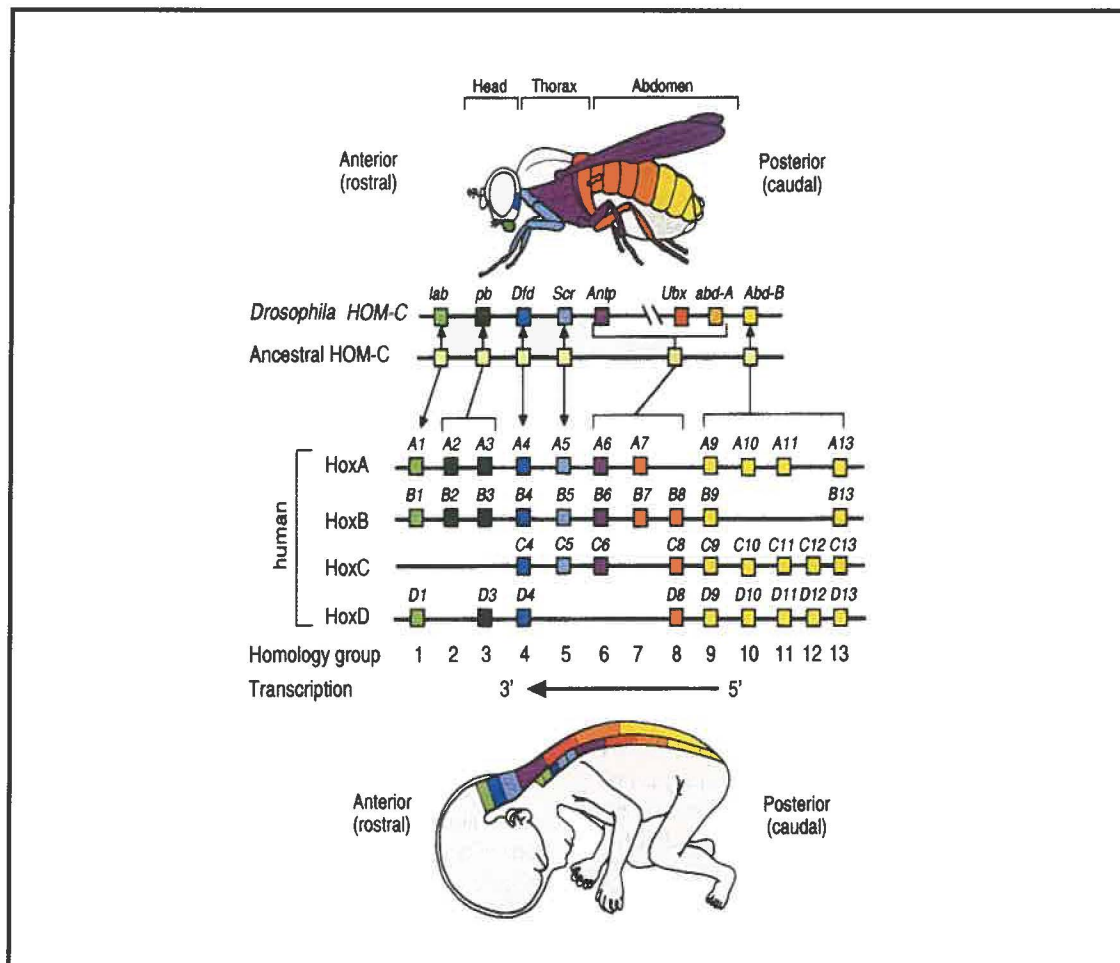 Head Thorax Abdomen
Anterior
(rostral)
Posterior
(caudal)
lab pb Dfd Scr Antp Ubx abd-A Abd-B
Drosophila HOM-C
Ancestral HOM-C
A1 A2 A3 A4 A5 A6 A7 A9 A10 A11 A13
HoxA
B1 B2 B3 B4 B5 B6 B7 B8 B9 B13
HoxB
C4 C5 C6 C8 C9 C10 C11 C12 C13
HoxC
D1 D3 D4 D8 D9 D10 D11 D12 D13
HoxD
human
Homology group 1 2 3 4 5 6 7 8 9 10 11 12 13
Transcription 3' 5'
Anterior
(rostral)
Posterior
(caudal)